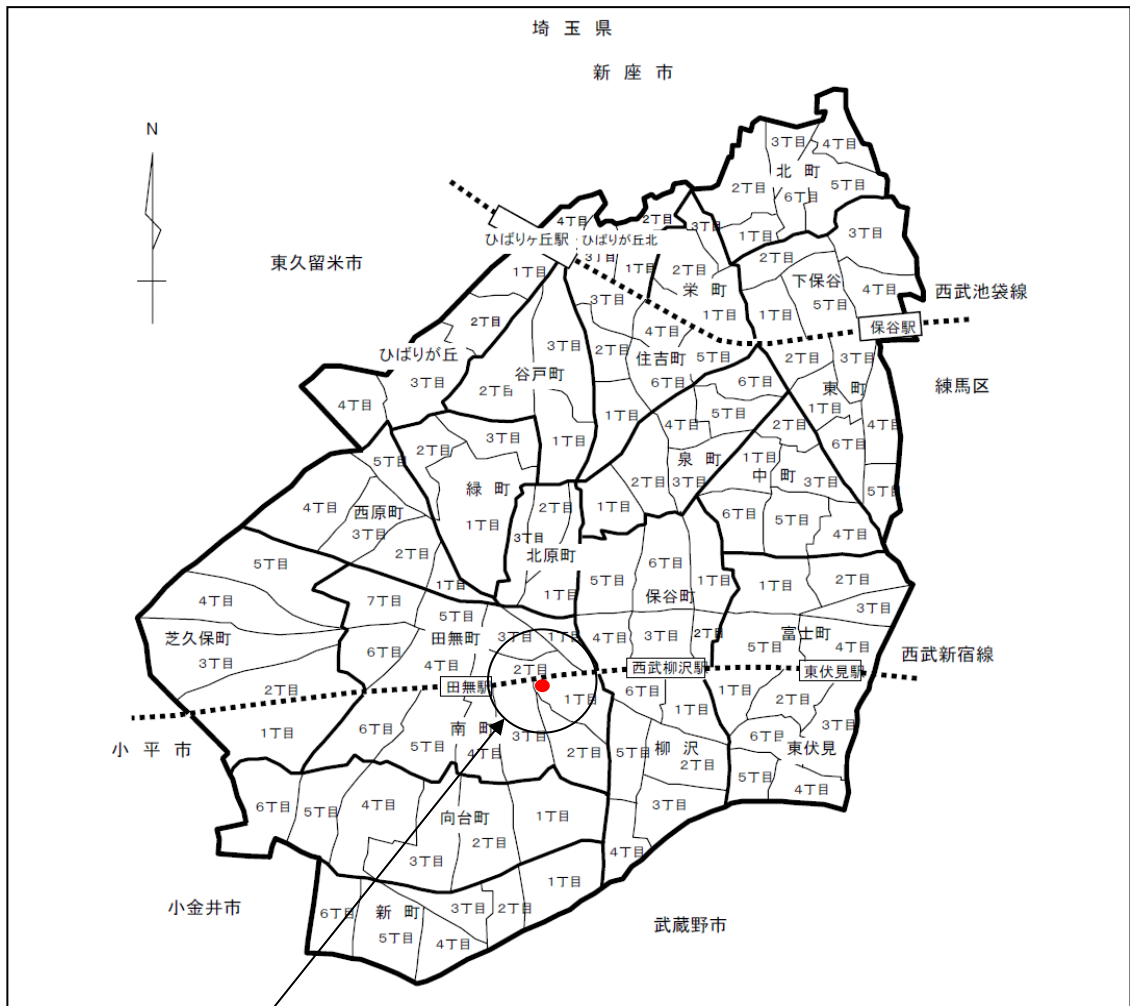 埼玉県
新座市
N
3丁目
4丁目
北町
2丁目
5丁目
6丁目
1丁目
4丁目
2丁目
3丁目
ひばりヶ丘駅
ひばりが丘北
3丁目
1丁目
3丁目
東久留米市
1丁目
2丁目
栄町
1丁目
2丁目
下保谷
5丁目
4丁目
1丁目
西武池袋線
保谷駅
2丁目
ひばりが丘
3丁目
4丁目
3丁目
谷戸町
2丁目
1丁目
3丁目
4丁目
2丁目
住吉町
5丁目
6丁目
1丁目
6丁目
5丁目
4丁目
泉町
2丁目
3丁目
1丁目
2丁目
3丁目
東町
1丁目
4丁目
6丁目
5丁目
練馬区
2丁目
1丁目
中町
3丁目
6丁目
5丁目
4丁目
5丁目
4丁目
西原町
3丁目
2丁目
1丁目
2丁目
3丁目
緑町
1丁目
2丁目
3丁目
北原町
1丁目
5丁目
6丁目
1丁目
保谷町
4丁目
3丁目
2丁目
1丁目
2丁目
3丁目
富士町
5丁目
4丁目
西武新宿線
5丁目
4丁目
芝久保町
3丁目
2丁目
1丁目
7丁目
5丁目
田無町
3丁目
1丁目
6丁目
4丁目
2丁目
田無駅
西武柳沢駅
東伏見駅
小平市
1丁目
6丁目
南町
5丁目
4丁目
3丁目
2丁目
6丁目
1丁目
5丁目
柳沢
2丁目
3丁目
4丁目
1丁目
2丁目
3丁目
6丁目
東伏見
5丁目
4丁目
6丁目
5丁目
4丁目
向台町
1丁目
2丁目
3丁目
小金井市
1丁目
6丁目
新町
3丁目
2丁目
5丁目
4丁目
武蔵野市